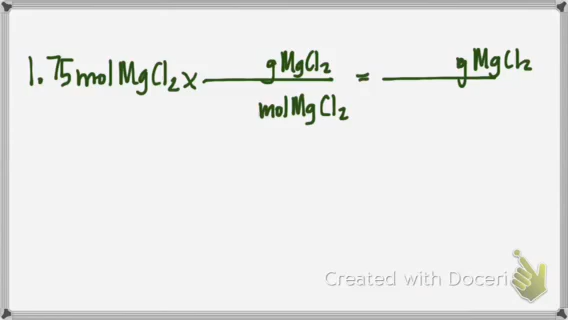 1.75 mol MgCl₂ x ____ g MgCl₂ / mol MgCl₂ = ____ g MgCl₂
Created with Doceri